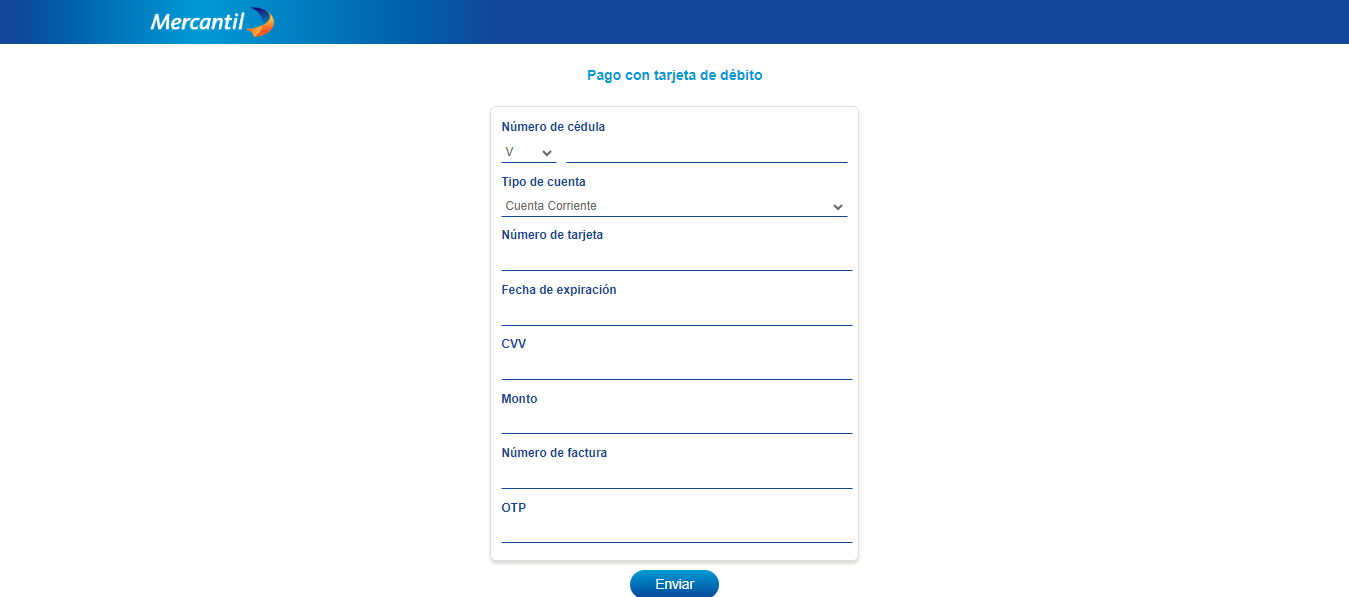 Mercantil
Pago con tarjeta de débito
Número de cédula
V
Tipo de cuenta
Cuenta Corriente
Número de tarjeta
Fecha de expiración
CVV
Monto
Número de factura
OTP
Enviar